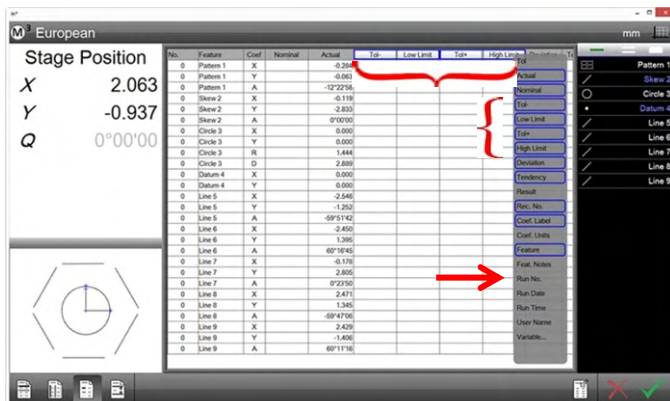 M³ European
mm
Stage Position
X 2.063
Y -0.937
Q 0°00'00
No. Feature Coef Nominal Actual Tol- Low Limit Tol+ High Limit Deviation
0 Pattern 1 X -0.284
0 Pattern 1 Y -0.063
0 Pattern 1 A -12°22'58
0 Skew 2 X -0.119
0 Skew 2 Y -2.833
0 Skew 2 A 0°00'00
0 Circle 3 X 0.000
0 Circle 3 Y 0.000
0 Circle 3 R 1.444
0 Circle 3 D 2.889
0 Datum 4 X 0.000
0 Datum 4 Y 0.000
0 Line 5 X -2.546
0 Line 5 Y -1.252
0 Line 5 A -59°51'42
0 Line 6 X -2.450
0 Line 6 Y 1.395
0 Line 6 A 60°16'45
0 Line 7 X -0.178
0 Line 7 Y 2.805
0 Line 7 A 0°23'50
0 Line 8 X 2.471
0 Line 8 Y 1.345
0 Line 8 A -59°47'06
0 Line 9 X 2.429
0 Line 9 Y -1.406
0 Line 9 A 60°11'16
Tol
Actual
Nominal
Tol-
Low Limit
Tol+
High Limit
Deviation
Tendency
Result
Rec. No.
Coef. Label
Coef. Units
Feature
Feat. Notes
Run No.
Run Date
Run Time
User Name
Variable...
Pattern 1
Skew 2
Circle 3
Datum 4
Line 5
Line 6
Line 7
Line 8
Line 9